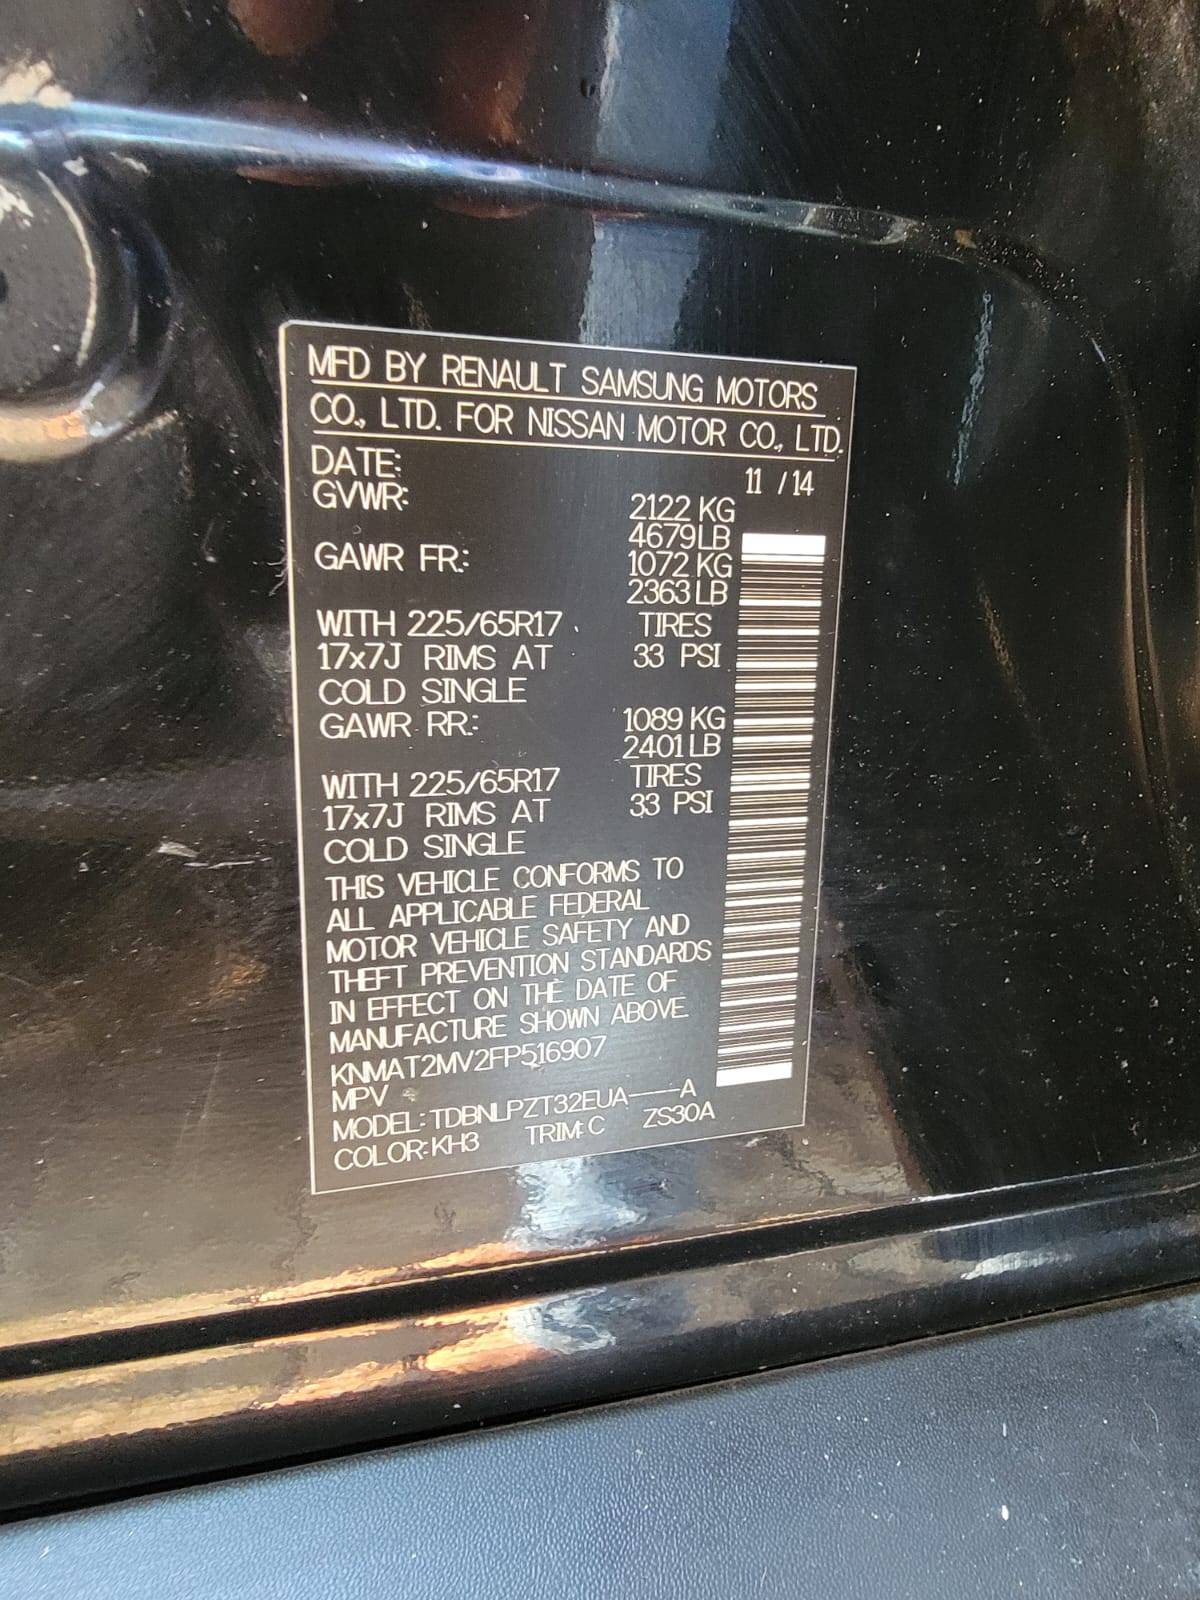 MFD BY RENAULT SAMSUNG MOTORS
CO., LTD. FOR NISSAN MOTOR CO., LTD.
DATE: 11 / 14
GVWR: 2122 KG
4679 LB
GAWR FR.: 1072 KG
2363 LB
WITH 225/65R17 TIRES
17x7J RIMS AT 33 PSI
COLD SINGLE
GAWR RR.: 1089 KG
2401 LB
WITH 225/65R17 TIRES
17x7J RIMS AT 33 PSI
COLD SINGLE
THIS VEHICLE CONFORMS TO
ALL APPLICABLE FEDERAL
MOTOR VEHICLE SAFETY AND
THEFT PREVENTION STANDARDS
IN EFFECT ON THE DATE OF
MANUFACTURE SHOWN ABOVE.
KNMAT2MV2FP516907
MPV
MODEL: TDBNLPZT32EUA——A
COLOR: KH3 TRIM: C ZS30A